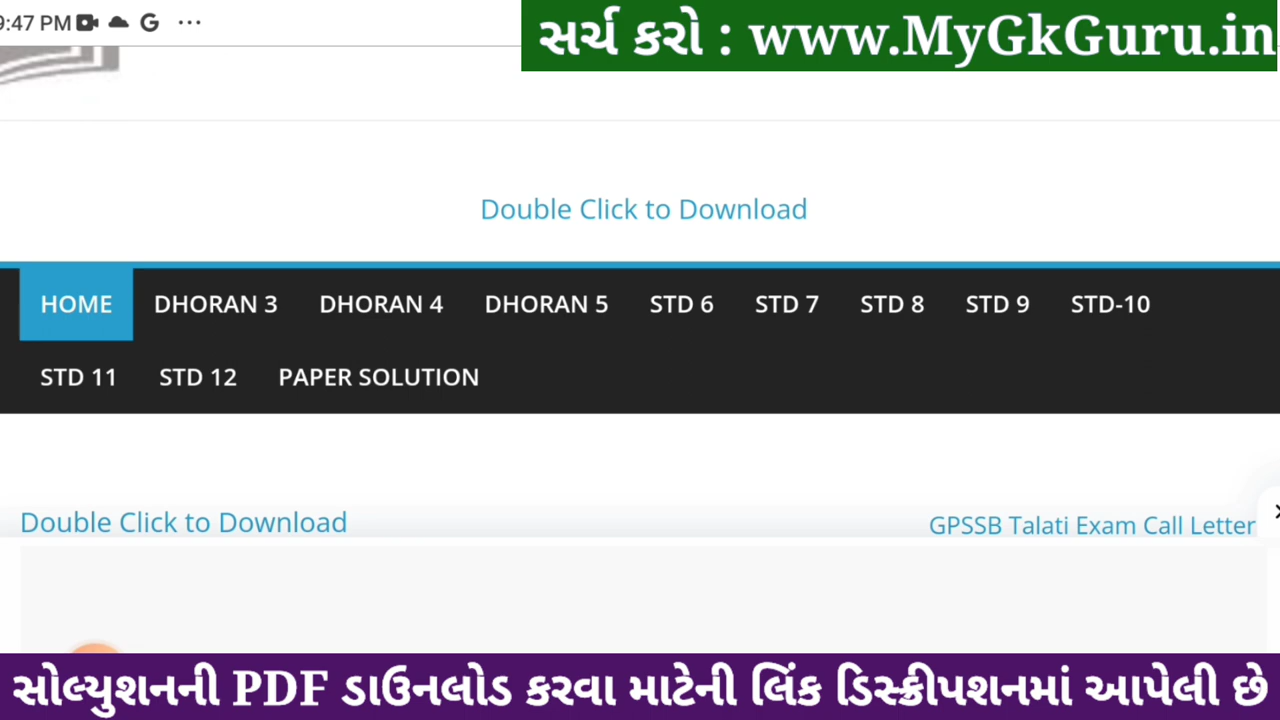 9:47 PM
સર્ચ કરો : www.MyGkGuru.in
Double Click to Download
HOME DHORAN 3 DHORAN 4 DHORAN 5 STD 6 STD 7 STD 8 STD 9 STD-10
STD 11 STD 12 PAPER SOLUTION
Double Click to Download
GPSSB Talati Exam Call Letter
સોલ્યુશનની PDF ડાઉનલોડ કરવા માટેની લિંક ડિસ્ક્રીપશનમાં આપેલી છે